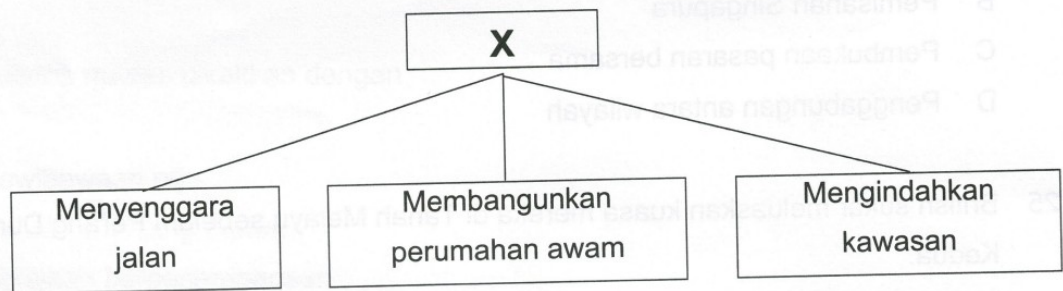 X
Menyenggara
jalan
Membangunkan
perumahan awam
Mengindahkan
kawasan